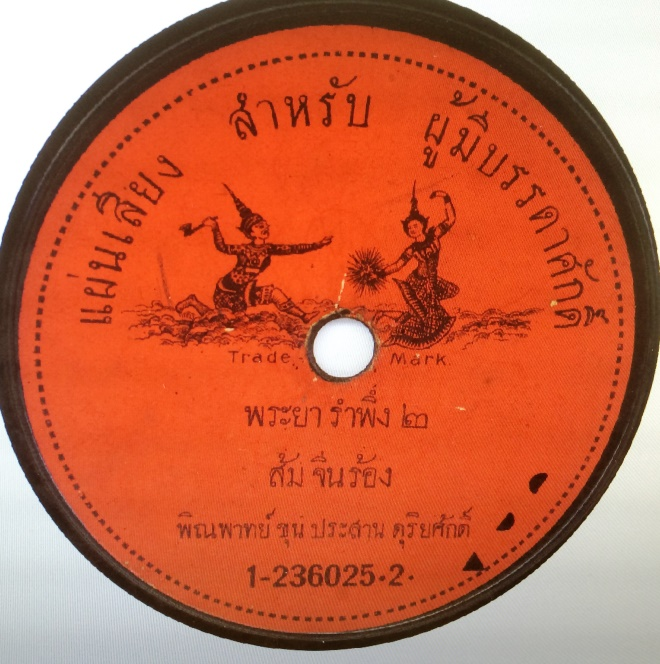 แผ่นเสียง สำหรับ ผู้มีบรรดาศักดิ์
Trade Mark.
พระยา รำพึง ๒
ส้ม จีนร้อง
พิณพาทย์ ขุน ประสาน ดุริยศักดิ์
1-236025-2.